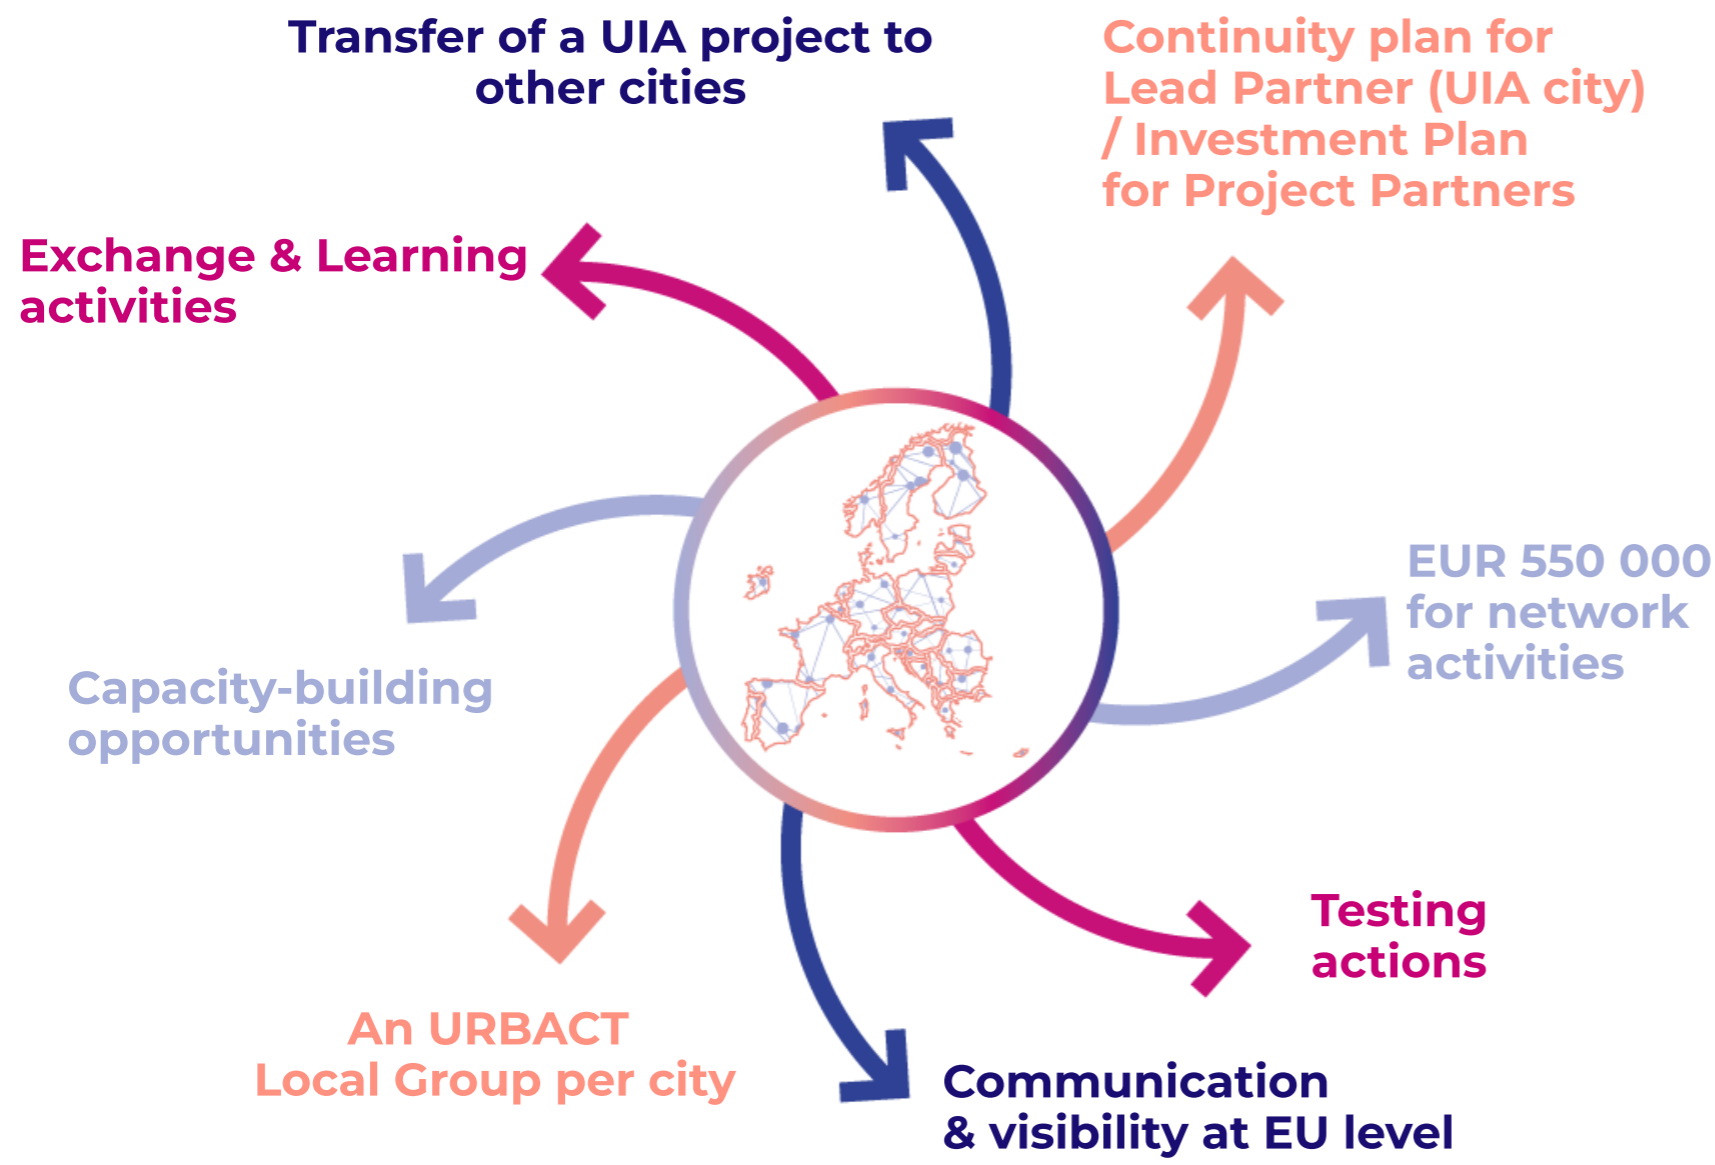 Transfer of a UIA project to
other cities
Continuity plan for
Lead Partner (UIA city)
/ Investment Plan
for Project Partners
Exchange & Learning
activities
EUR 550 000
for network
activities
Capacity-building
opportunities
Testing
actions
An URBACT
Local Group per city
Communication
& visibility at EU level